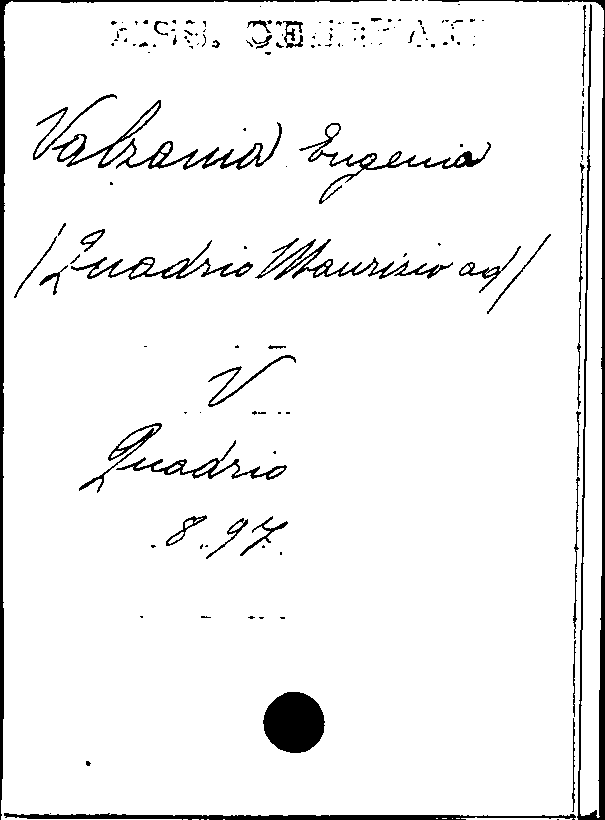 Valzania Eugenia
/Quadrio Maurizio ad/
V
Quadrio
8.97.